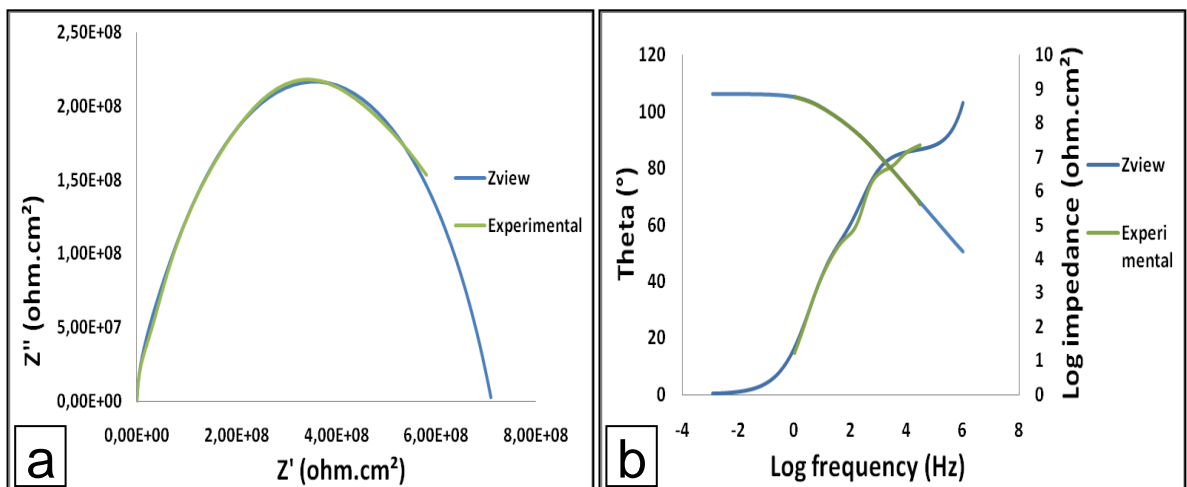 2,50E+08
2,00E+08
1,50E+08
1,00E+08
5,00E+07
0,00E+00
Z'' (ohm.cm²)
0,00E+00 2,00E+08 4,00E+08 6,00E+08 8,00E+08
Z' (ohm.cm²)
Zview
Experimental
a
120
100
80
60
40
20
0
Theta (°)
10
9
8
7
6
5
4
3
2
1
0
Log impedance (ohm.cm²)
-4 -2 0 2 4 6 8
Log frequency (Hz)
Zview
Experi
mental
b